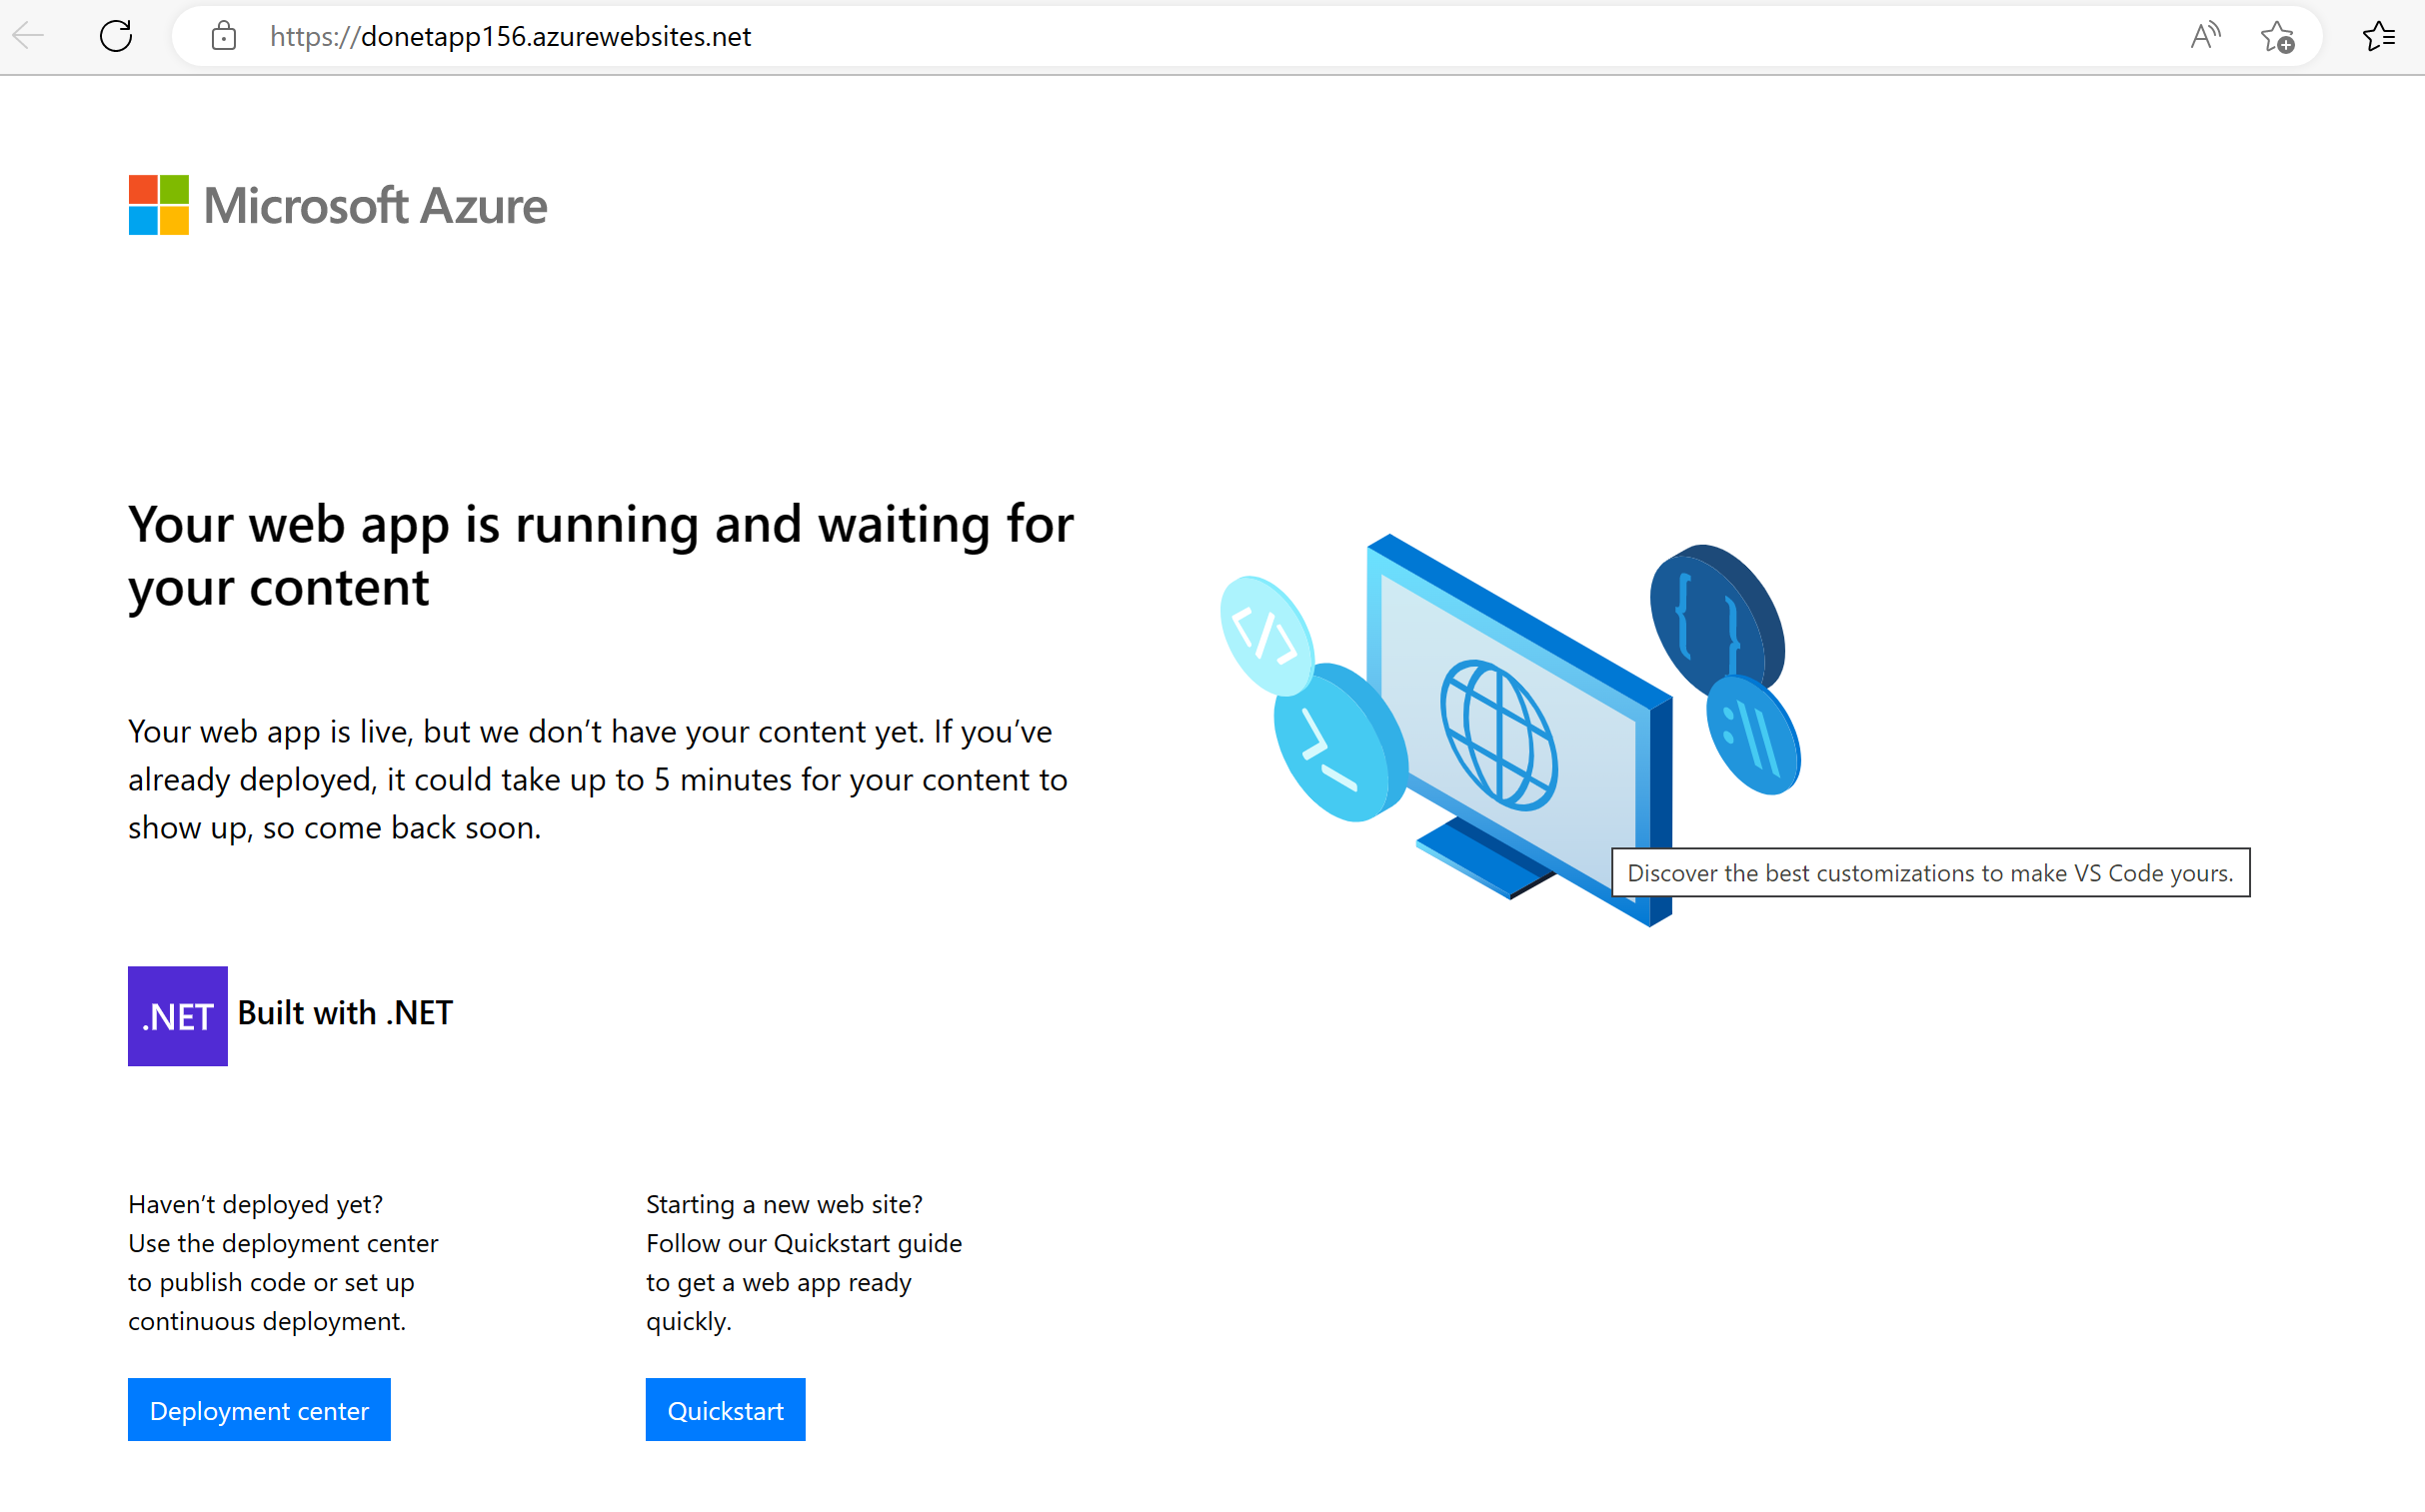 https://donetapp156.azurewebsites.net
Microsoft Azure
Your web app is running and waiting for
your content
Your web app is live, but we don’t have your content yet. If you’ve
already deployed, it could take up to 5 minutes for your content to
show up, so come back soon.
Discover the best customizations to make VS Code yours.
.NET Built with .NET
Haven’t deployed yet?
Use the deployment center
to publish code or set up
continuous deployment.
Deployment center
Starting a new web site?
Follow our Quickstart guide
to get a web app ready
quickly.
Quickstart